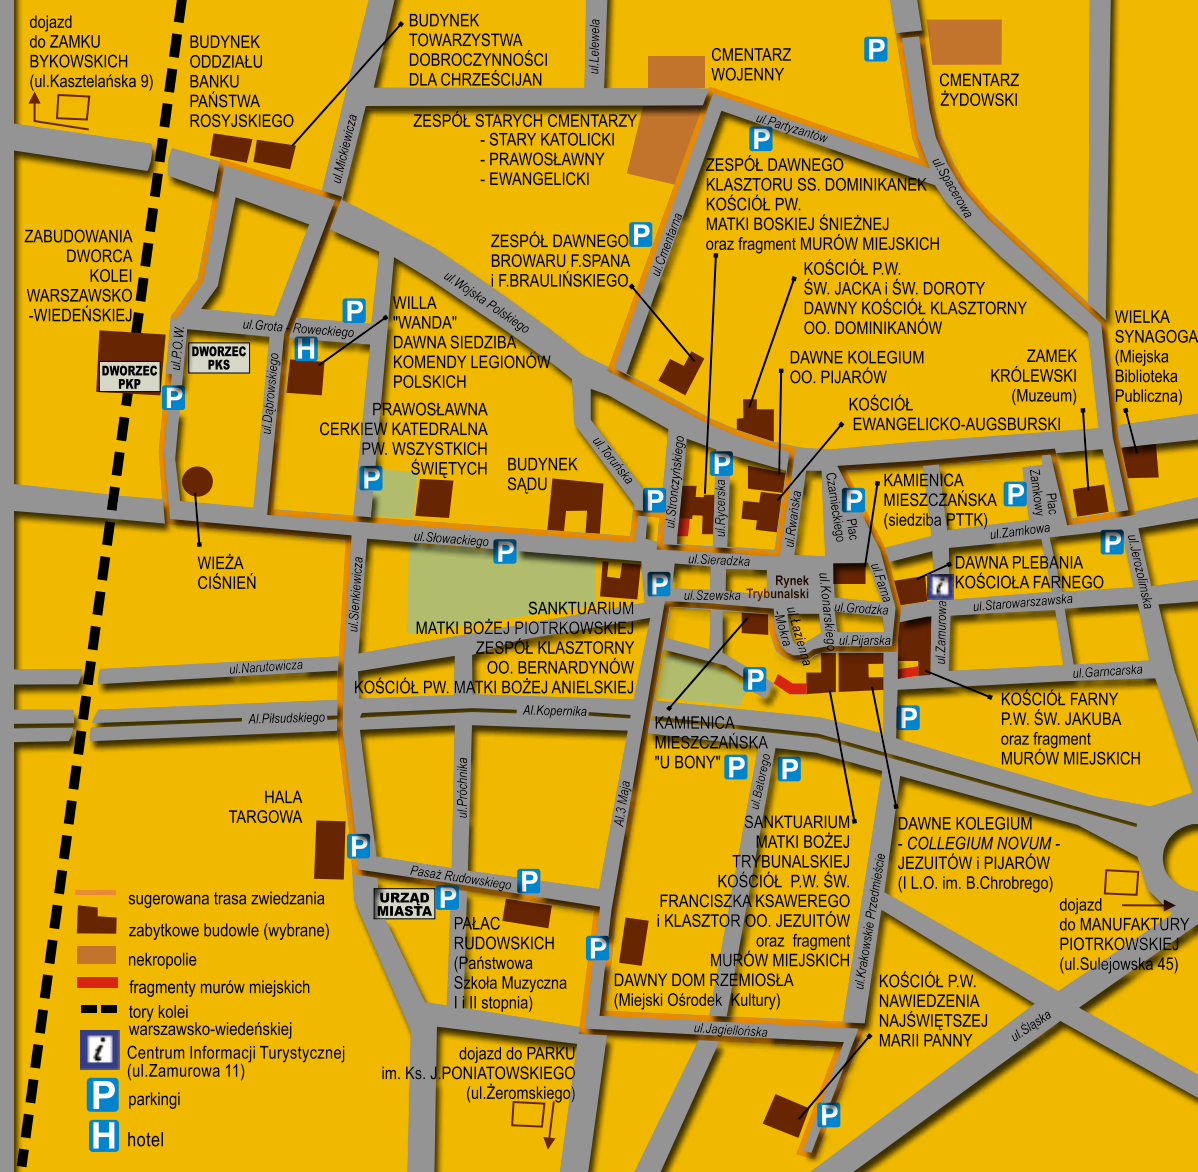 dojazd
do ZAMKU
BYKOWSKICH
(ul.Kasztelańska 9)
BUDYNEK
ODDZIAŁU
BANKU
PAŃSTWA
ROSYJSKIEGO
BUDYNEK
TOWARZYSTWA
DOBROCZYNNOŚCI
DLA CHRZEŚCIJAN
ul.Lelewela
CMENTARZ
WOJENNY
P
CMENTARZ
ŻYDOWSKI
ul.Mickiewicza
ZESPÓŁ STARYCH CMENTARZY
- STARY KATOLICKI
- PRAWOSŁAWNY
- EWANGELICKI
ul.Partyzantów
P
ul.Spacerowa
ZESPÓŁ DAWNEGO
KLASZTORU SS. DOMINIKANEK
KOŚCIÓŁ PW.
MATKI BOSKIEJ ŚNIEŻNEJ
oraz fragment MURÓW MIEJSKICH
ZABUDOWANIA
DWORCA
KOLEI
WARSZAWSKO
-WIEDEŃSKIEJ
ZESPÓŁ DAWNEGO
BROWARU F.SPANA
i F.BRAULIŃSKIEGO
P
ul.Cmentarna
ul.Wojska Polskiego
KOŚCIÓŁ P.W.
ŚW. JACKA i ŚW. DOROTY
DAWNY KOŚCIÓŁ KLASZTORNY
OO. DOMINIKANÓW
WIELKA
SYNAGOGA
(Miejska
Biblioteka
Publiczna)
P
WILLA
"WANDA"
DAWNA SIEDZIBA
KOMENDY LEGIONÓW
POLSKICH
ul.Grota - Roweckiego
H
ul.P.O.W.
DWORZEC
PKS
DWORZEC
PKP
P
ul.Dąbrowskiego
DAWNE KOLEGIUM
OO. PIJARÓW
ZAMEK
KRÓLEWSKI
(Muzeum)
KOŚCIÓŁ
EWANGELICKO-AUGSBURSKI
PRAWOSŁAWNA
CERKIEW KATEDRALNA
PW. WSZYSTKICH
ŚWIĘTYCH
P
BUDYNEK
SĄDU
ul.Toruńska
ul.Stronczyńskiego
P
P
ul.Rycerska
ul.Rwańska
Plac
Czarnieckiego
P
KAMIENICA
MIESZCZAŃSKA
(siedziba PTTK)
P
Plac
Zamkowy
ul.Zamkowa
P
ul.Jerozolimska
WIEŻA
CIŚNIEŃ
ul.Słowackiego
P
ul.Sienkiewicza
ul.Sieradzka
P
ul.Szewska
Rynek
Trybunalski
ul.Farna
DAWNA PLEBANIA
KOŚCIOŁA FARNEGO
i
ul.Grodzka
ul.Starowarszawska
ul.Konarskiego
ul.Łazienna
-Mokra
ul.Pijarska
ul.Zamurowa
ul.Garncarska
SANKTUARIUM
MATKI BOŻEJ PIOTRKOWSKIEJ
ZESPÓŁ KLASZTORNY
OO. BERNARDYNÓW
KOŚCIÓŁ PW. MATKI BOŻEJ ANIELSKIEJ
ul.Narutowicza
Al.Piłsudskiego
Al.Kopernika
P
KAMIENICA
MIESZCZAŃSKA
"U BONY"
P
P
P
KOŚCIÓŁ FARNY
P.W. ŚW. JAKUBA
oraz fragment
MURÓW MIEJSKICH
ul.Próchnika
Al.3 Maja
ul.Batorego
HALA
TARGOWA
P
Pasaż Rudowskiego
P
P
URZĄD
MIASTA
PAŁAC
RUDOWSKICH
(Państwowa
Szkoła Muzyczna
I i II stopnia)
P
SANKTUARIUM
MATKI BOŻEJ
TRYBUNALSKIEJ
KOŚCIÓŁ P.W. ŚW.
FRANCISZKA KSAWEREGO
i KLASZTOR OO. JEZUITÓW
oraz fragment
MURÓW MIEJSKICH
DAWNE KOLEGIUM
- COLLEGIUM NOVUM -
JEZUITÓW i PIJARÓW
(I L.O. im. B.Chrobrego)
ul.Krakowskie Przedmieście
dojazd
do MANUFAKTURY
PIOTRKOWSKIEJ
(ul.Sulejowska 45)
DAWNY DOM RZEMIOSŁA
(Miejski Ośrodek Kultury)
KOŚCIÓŁ P.W.
NAWIEDZENIA
NAJŚWIĘTSZEJ
MARII PANNY
ul.Jagiellońska
ul.Śląska
P
dojazd do PARKU
im. Ks. J.PONIATOWSKIEGO
(ul.Żeromskiego)
sugerowana trasa zwiedzania
zabytkowe budowle (wybrane)
nekropolie
fragmenty murów miejskich
tory kolei
warszawsko-wiedeńskiej
i
Centrum Informacji Turystycznej
(ul.Zamurowa 11)
P
parkingi
H
hotel